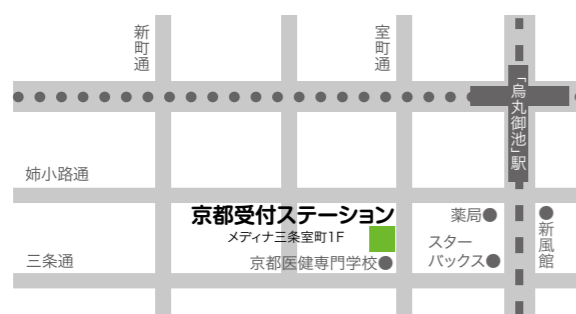 新町通
室町通
「烏丸御池」駅
姉小路通
京都受付ステーション
メディナ三条室町1F
薬局
新風館
スター
バックス
三条通
京都医健専門学校